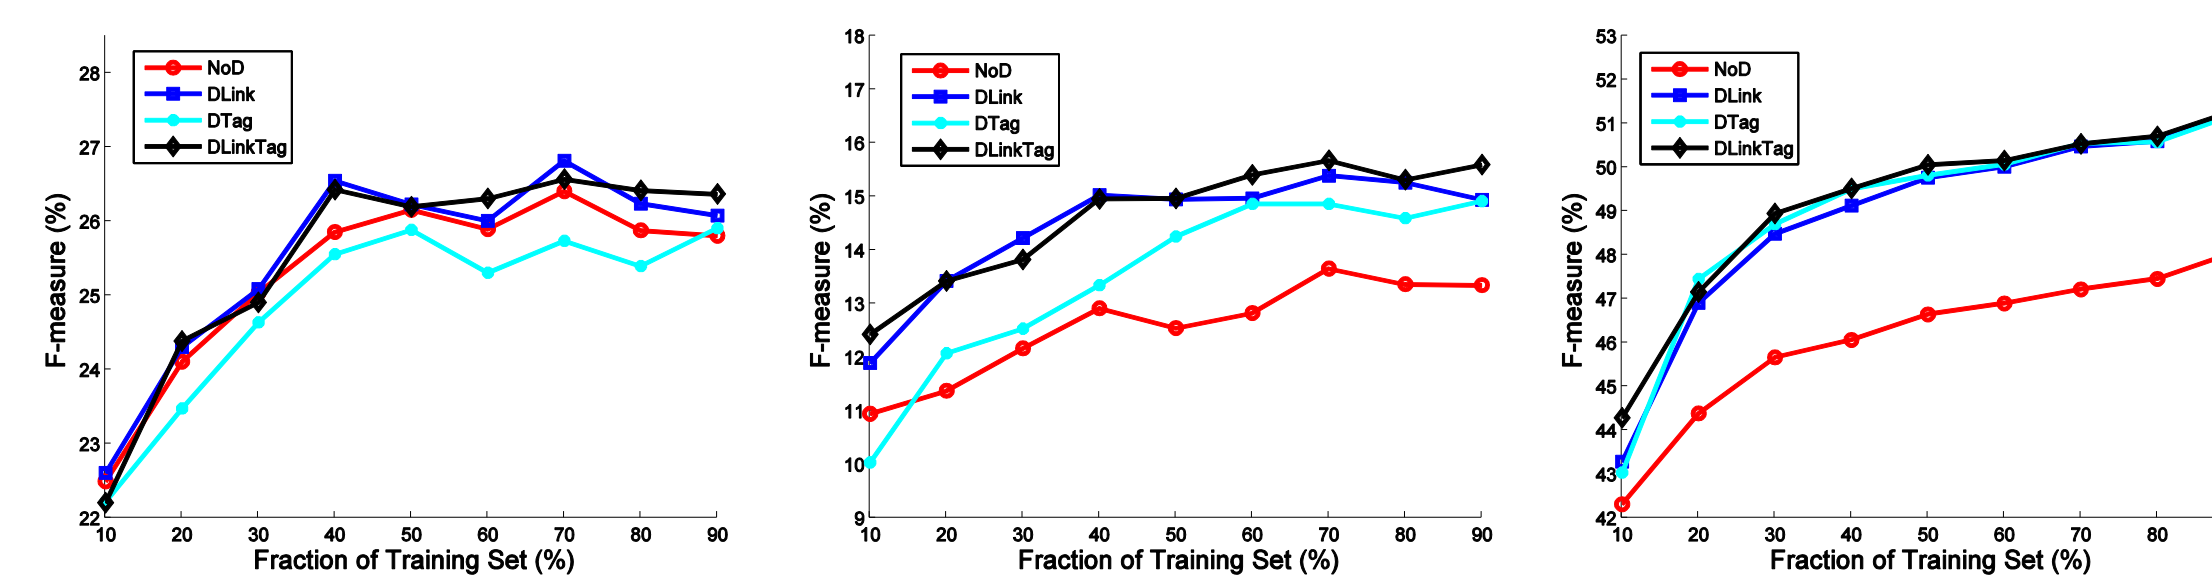 28
27
26
25
24
23
22
10 20 30 40 50 60 70 80 90
F-measure (%)
Fraction of Training Set (%)
NoD
DLink
DTag
DLinkTag
18
17
16
15
14
13
12
11
10
9
10 20 30 40 50 60 70 80 90
F-measure (%)
Fraction of Training Set (%)
NoD
DLink
DTag
DLinkTag
53
52
51
50
49
48
47
46
45
44
43
42
10 20 30 40 50 60 70 80
F-measure (%)
Fraction of Training Set (%)
NoD
DLink
DTag
DLinkTag